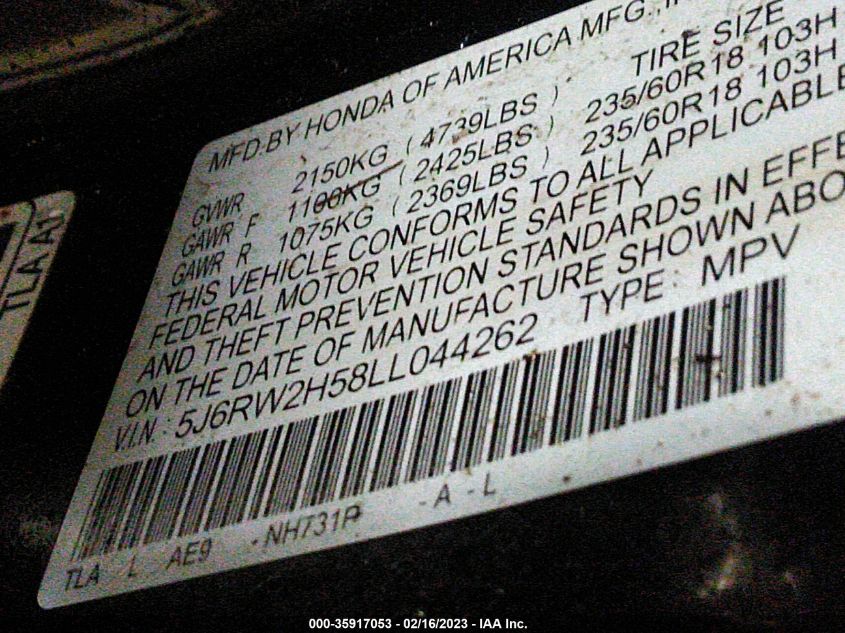 MFD.BY HONDA OF AMERICA MFG.,
TIRE SIZE
GVWR 2150KG (4739LBS)
GAWR F 1100KG (2425LBS) 235/60R18 103H
GAWR R 1075KG (2369LBS) 235/60R18 103H
THIS VEHICLE CONFORMS TO ALL APPLICABLE
FEDERAL MOTOR VEHICLE SAFETY
AND THEFT PREVENTION STANDARDS IN EFFE
ON THE DATE OF MANUFACTURE SHOWN ABO
V.I.N.: 5J6RW2H58LL044262 TYPE: MPV
TLA L AE9 -NH731P -A -L
TLA A1
000-35917053 - 02/16/2023 - IAA Inc.